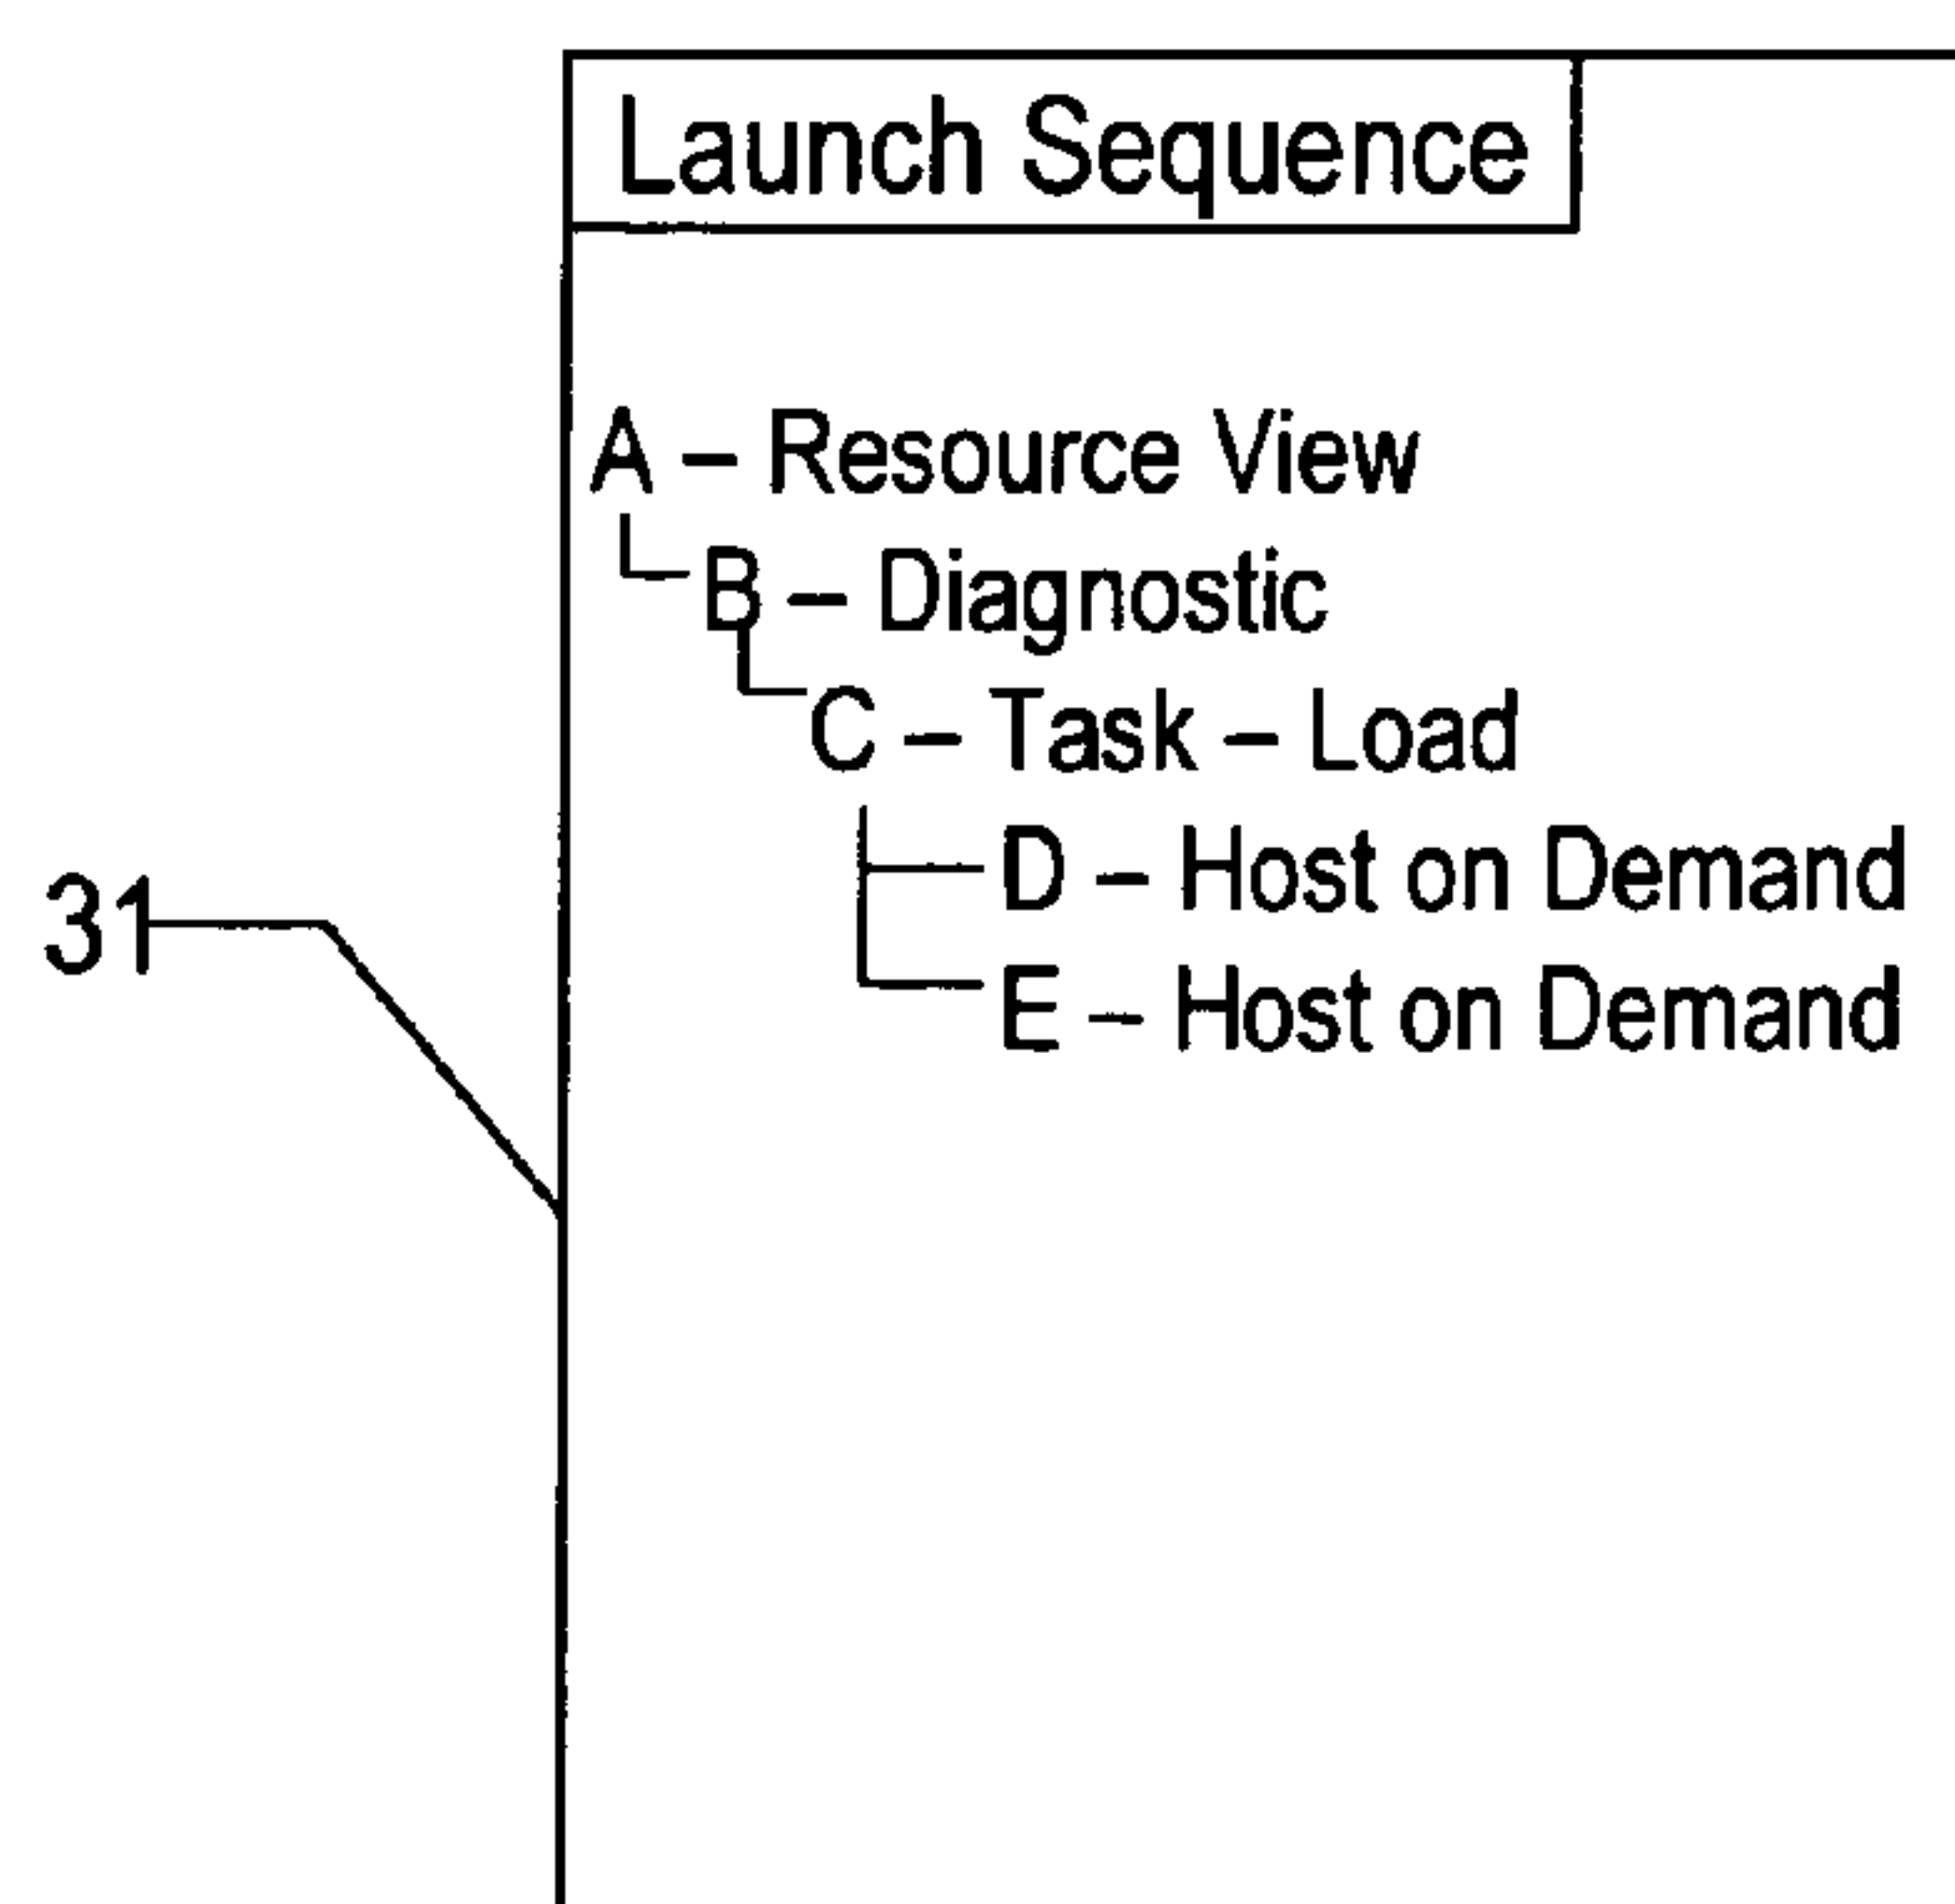 Launch Sequence
A – Resource View
B – Diagnostic
C – Task – Load
D – Host on Demand
31
E – Host on Demand